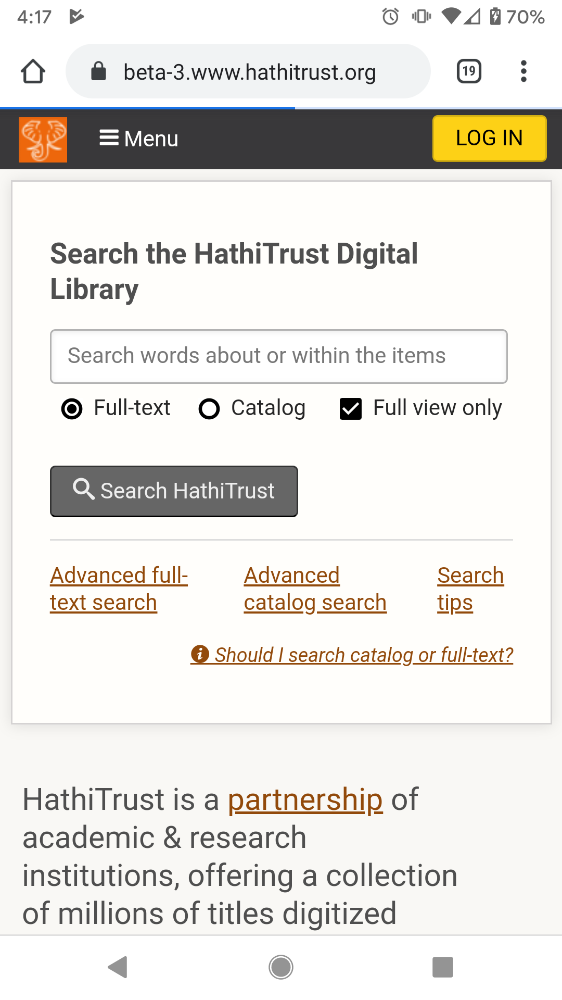 4:17
70%
beta-3.www.hathitrust.org
19
Menu
LOG IN
Search the HathiTrust Digital
Library
Search words about or within the items
Full-text Catalog Full view only
Search HathiTrust
Advanced full-
text search
Advanced
catalog search
Search
tips
Should I search catalog or full-text?
HathiTrust is a partnership of
academic & research
institutions, offering a collection
of millions of titles digitized